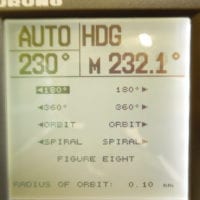 AUTO HDG
230° M 232.1°
◀180° 180°▶
◀360° 360°▶
◀ORBIT ORBIT▶
◀SPIRAL SPIRAL▶
FIGURE EIGHT
RADIUS OF ORBIT: 0.10